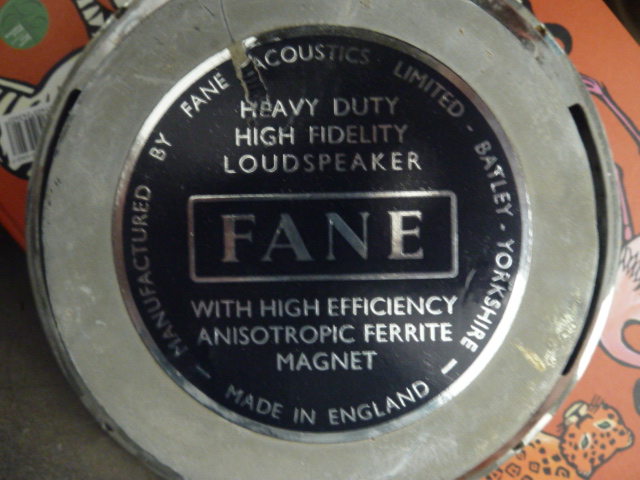 MANUFACTURED BY FANE ACOUSTICS LIMITED - BATLEY - YORKSHIRE
HEAVY DUTY
HIGH FIDELITY
LOUDSPEAKER
FANE
WITH HIGH EFFICIENCY
ANISOTROPIC FERRITE
MAGNET
— MADE IN ENGLAND —